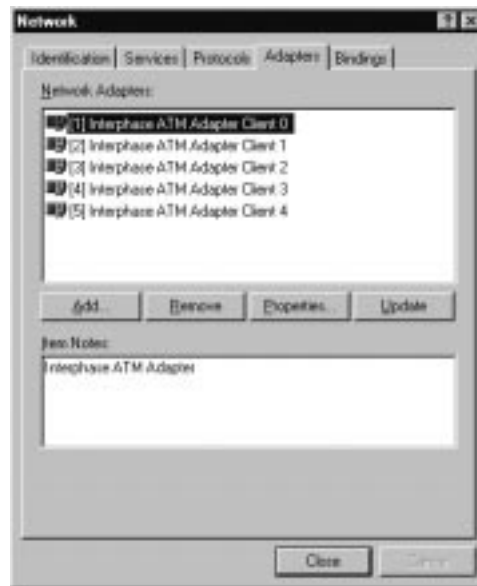 Network
Identification Services Protocols Adapters Bindings
Network Adapters:
[1] Interphase ATM Adapter Client 0
[2] Interphase ATM Adapter Client 1
[3] Interphase ATM Adapter Client 2
[4] Interphase ATM Adapter Client 3
[5] Interphase ATM Adapter Client 4
Add... Remove Properties... Update
Item Notes:
Interphase ATM Adapter
Close Cancel